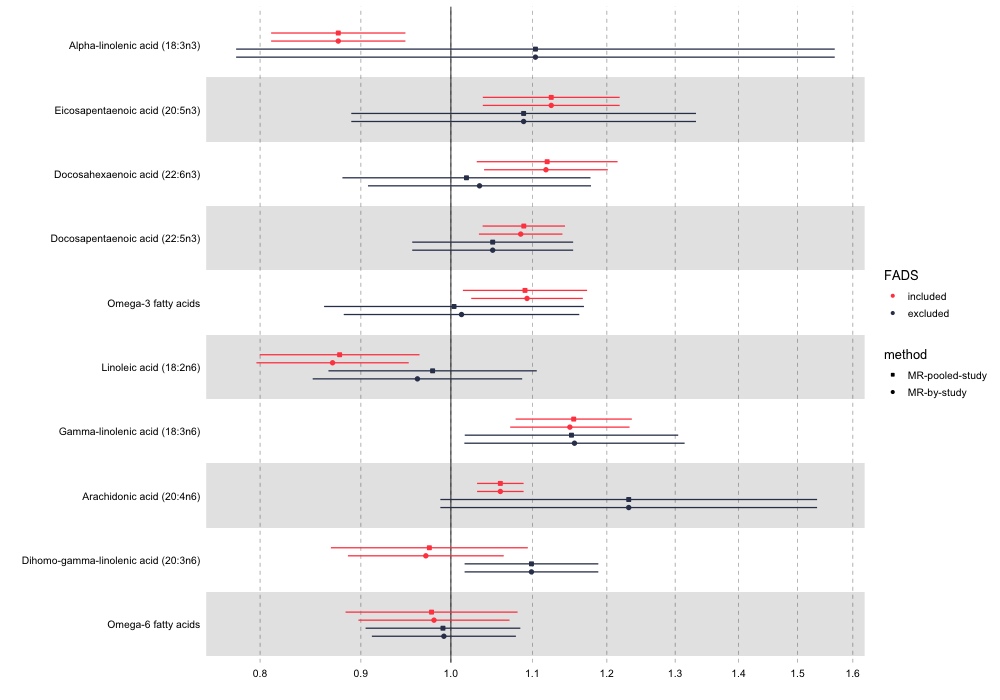 Alpha-linolenic acid (18:3n3)
Eicosapentaenoic acid (20:5n3)
Docosahexaenoic acid (22:6n3)
Docosapentaenoic acid (22:5n3)
Omega-3 fatty acids
Linoleic acid (18:2n6)
Gamma-linolenic acid (18:3n6)
Arachidonic acid (20:4n6)
Dihomo-gamma-linolenic acid (20:3n6)
Omega-6 fatty acids
0.8 0.9 1.0 1.1 1.2 1.3 1.4 1.5 1.6
FADS
included
excluded
method
MR-pooled-study
MR-by-study